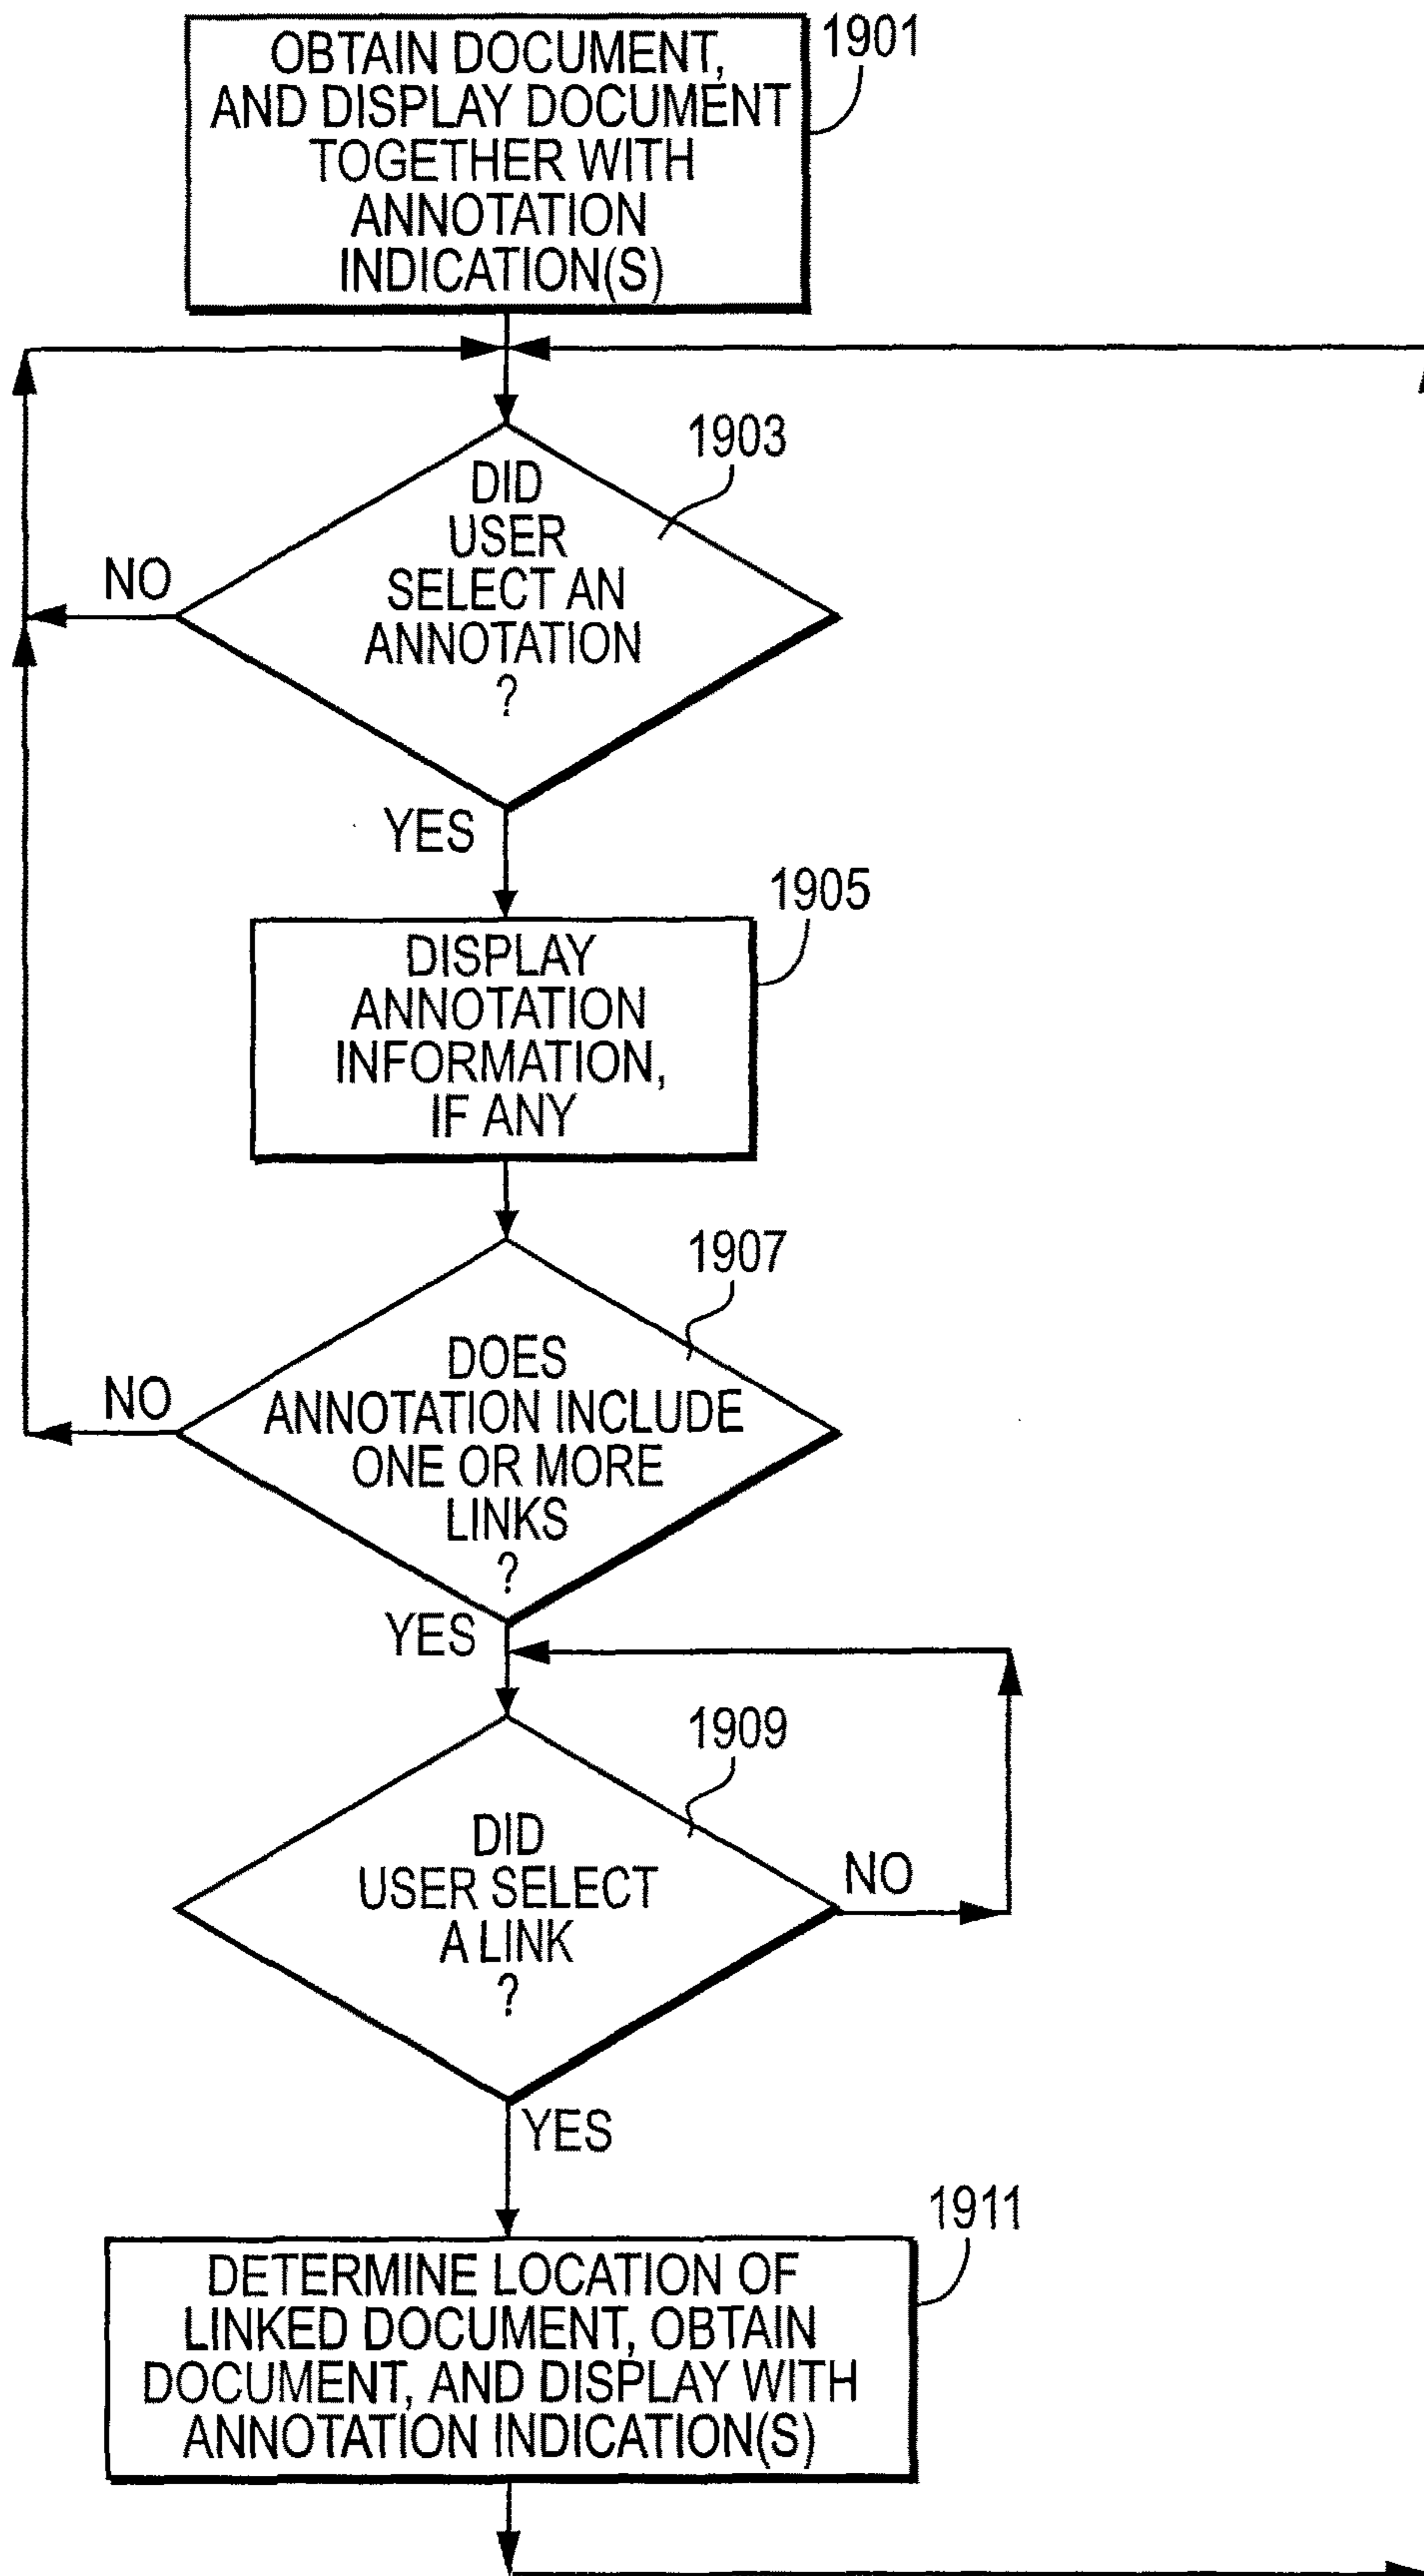 OBTAIN DOCUMENT,
AND DISPLAY DOCUMENT
TOGETHER WITH
ANNOTATION
INDICATION(S)
1901
1903
DID
USER
SELECT AN
ANNOTATION
?
NO
YES
1905
DISPLAY
ANNOTATION
INFORMATION,
IF ANY
1907
DOES
ANNOTATION INCLUDE
ONE OR MORE
LINKS
?
NO
YES
1909
DID
USER SELECT
A LINK
?
NO
YES
1911
DETERMINE LOCATION OF
LINKED DOCUMENT, OBTAIN
DOCUMENT, AND DISPLAY WITH
ANNOTATION INDICATION(S)